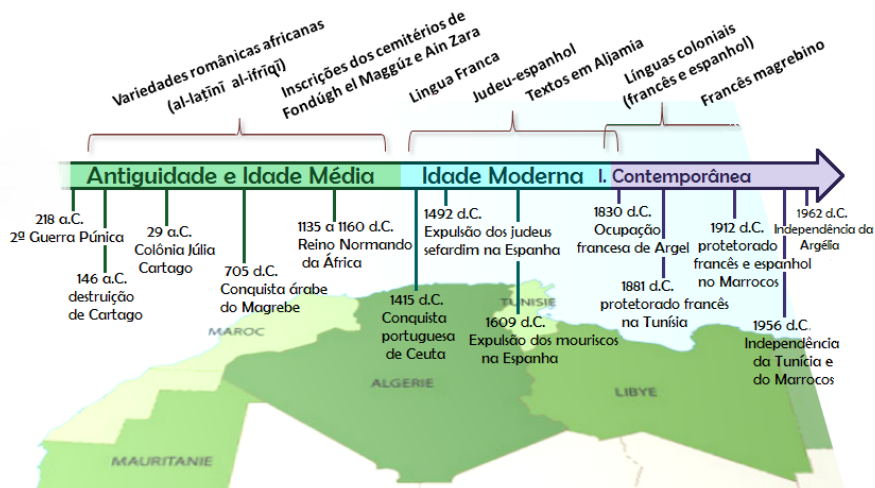 Variedades românicas africanas
(al-laṭīnī al-ifrīqī)
Inscrições dos cemitérios de
Fondúgh el Maggúz e Ain Zara
Lingua Franca
Judeu-espanhol
Textos em Aljamia
Línguas coloniais
(francês e espanhol)
Francês magrebino
Antiguidade e Idade Média
Idade Moderna
I. Contemporânea
218 a.C.
2º Guerra Púnica
146 a.C.
destruição
de Cartago
29 a.C.
Colônia Júlia
Cartago
705 d.C.
Conquista árabe
do Magrebe
1135 a 1160 d.C.
Reino Normando
da África
1415 d.C.
Conquista
portuguesa
de Ceuta
1492 d.C.
Expulsão dos judeus
sefardim na Espanha
1609 d.C.
Expulsão dos mouriscos
na Espanha
1830 d.C.
Ocupação
francesa de Argel
1881 d.C.
protetorado francês
na Tunísia
1912 d.C.
protetorado
francês e espanhol
no Marrocos
1956 d.C.
Independência
da Tunícia e
do Marrocos
1962 d.C.
Independência da
Argélia
MAROC
TUNISIE
ALGERIE
LIBYE
MAURITANIE